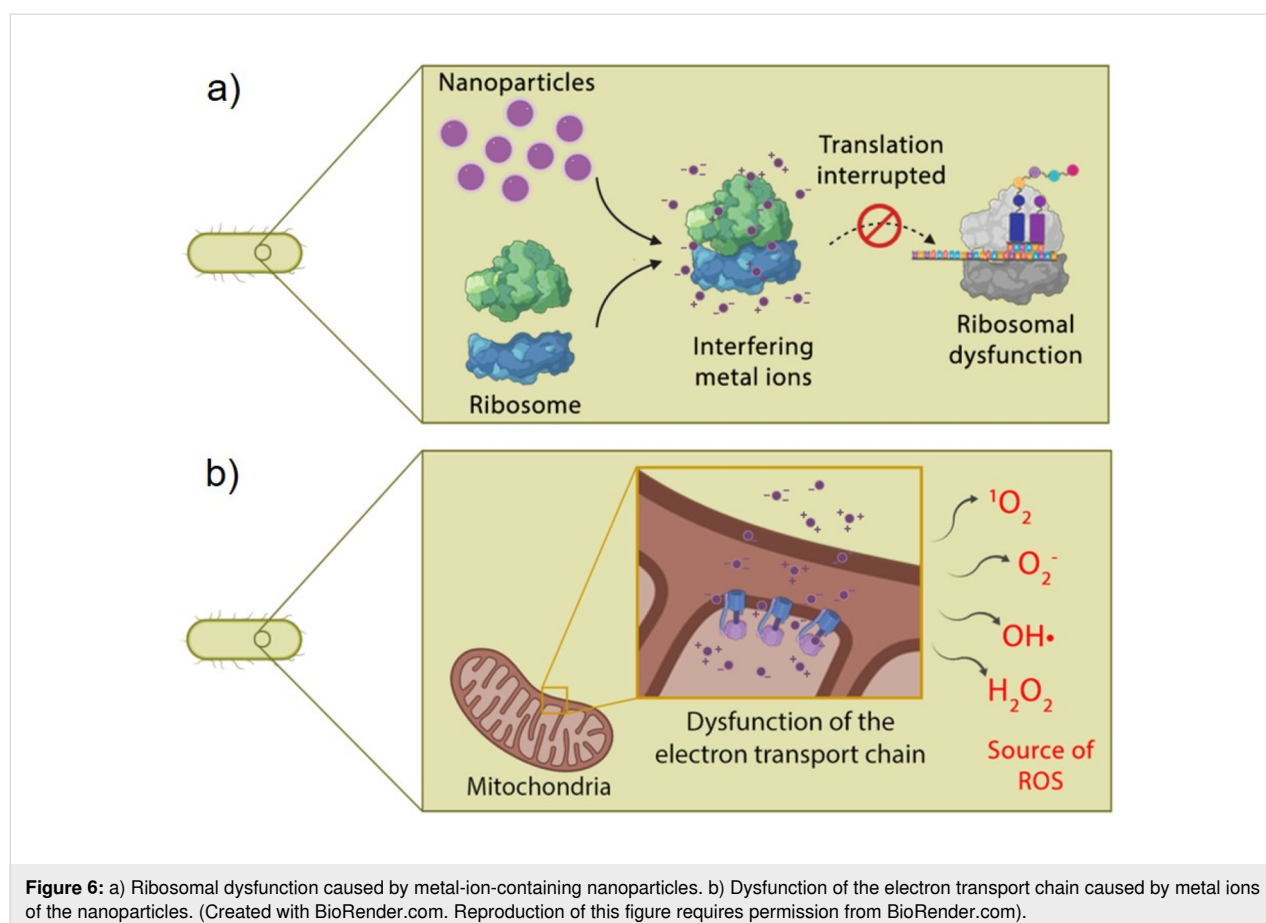 a)
Nanoparticles
Translation
interrupted
Interfering
metal ions
Ribosomal
dysfunction
Ribosome
b)
¹O₂
O₂⁻
OH•
H₂O₂
Dysfunction of the
electron transport chain
Mitochondria
Source of
ROS
Figure 6: a) Ribosomal dysfunction caused by metal-ion-containing nanoparticles. b) Dysfunction of the electron transport chain caused by metal ions
of the nanoparticles. (Created with BioRender.com. Reproduction of this figure requires permission from BioRender.com).